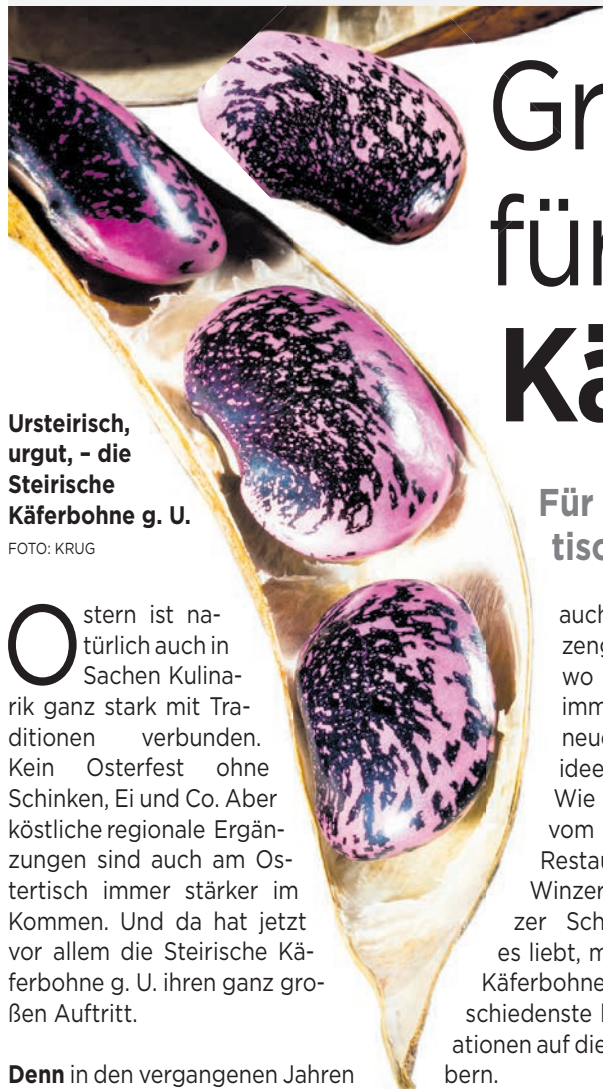 Gr
für
Kä
Ursteirisch,
urgut, – die
Steirische
Käferbohne g. U.
FOTO: KRUG
Für
tisc
Ostern ist na-
türlich auch in
Sachen Kulina-
rik ganz stark mit Tra-
ditionen verbunden.
Kein Osterfest ohne
Schinken, Ei und Co. Aber
köstliche regionale Ergän-
zungen sind auch am Os-
tertisch immer stärker im
Kommen. Und da hat jetzt
vor allem die Steirische Kä-
ferbohne g. U. ihren ganz gro-
ßen Auftritt.
Denn in den vergangenen Jahren
auch
zeng
wo
imm
neue
idee
Wie
vom
Restau
Winzer
zer Sch
es liebt, m
Käferbohne
schiedenste
ationen auf die
bern.